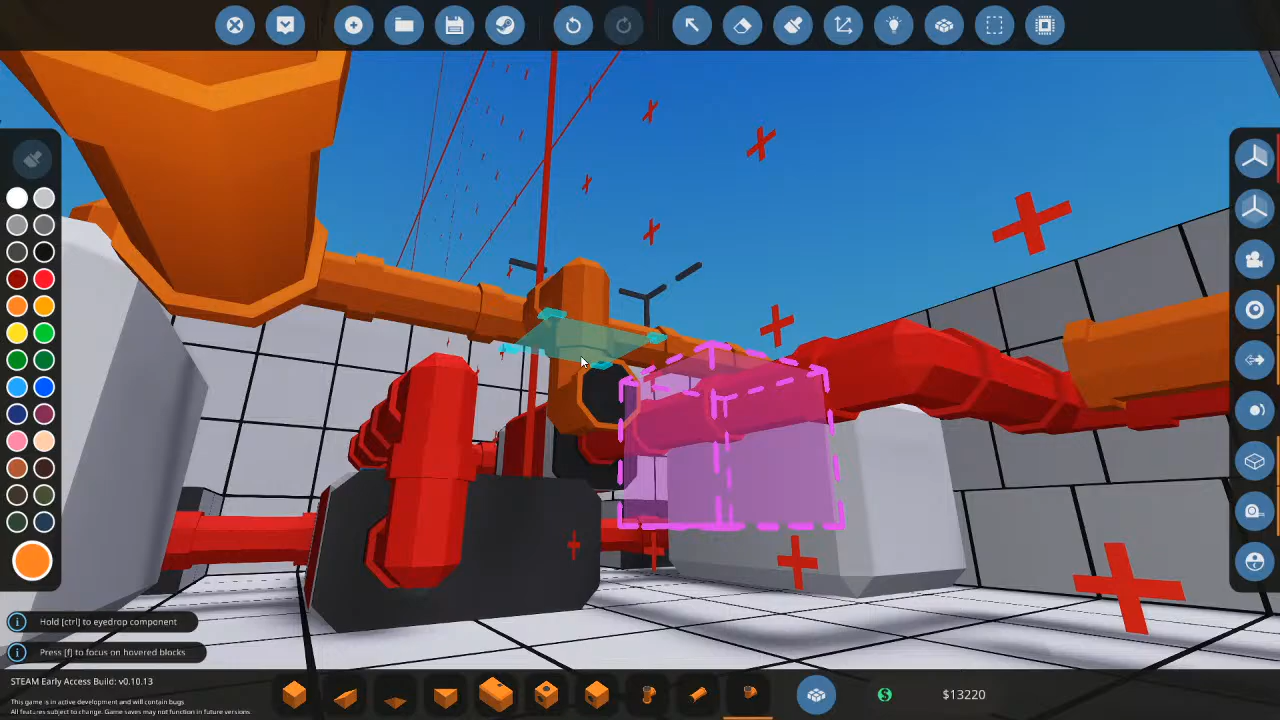 Hold [ctrl] to eyedrop component
Press [f] to focus on hovered blocks
STEAM Early Access Build: v0.10.13
This game is in active development and will contain bugs
All features subject to change. Game saves may not function in future versions
$ $13220